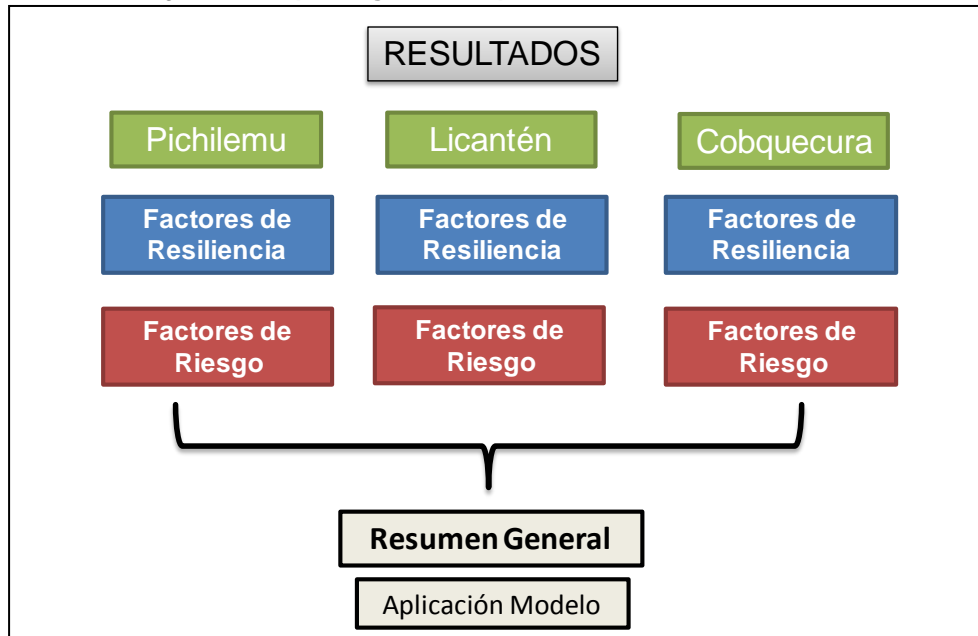 RESULTADOS
Pichilemu
Licantén
Cobquecura
Factores de
Resiliencia
Factores de
Resiliencia
Factores de
Resiliencia
Factores de
Riesgo
Factores de
Riesgo
Factores de
Riesgo
Resumen General
Aplicación Modelo